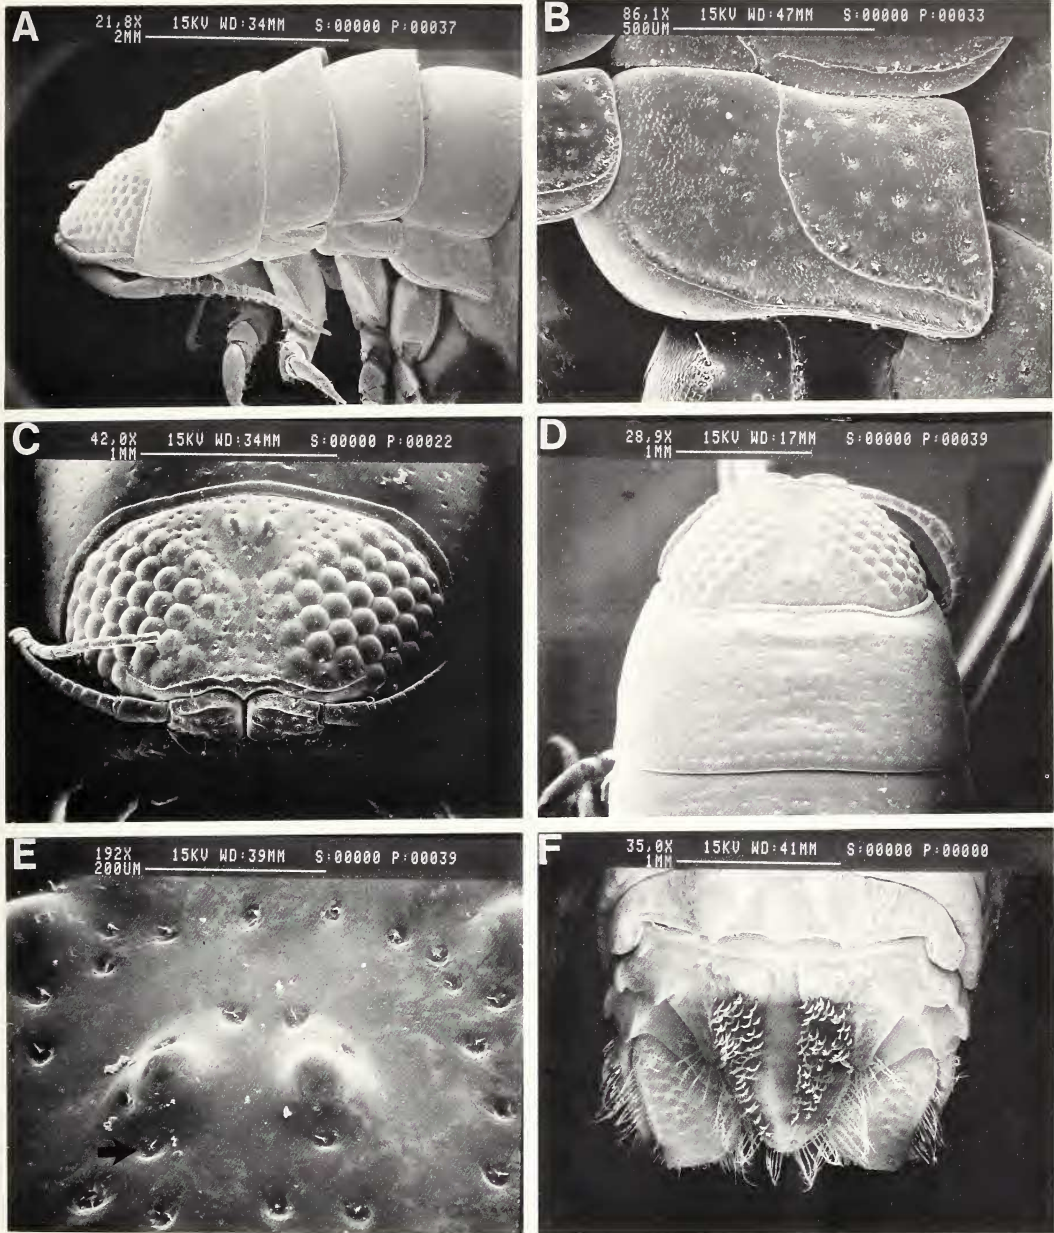 A
21,8X 15KV WD:34MM S:00000 P:00037
2MM
B
86,1X 15KV WD:47MM S:00000 P:00033
500UM
C
42,0X 15KV WD:34MM S:00000 P:00022
1MM
D
28,9X 15KV WD:17MM S:00000 P:00039
1MM
E
192X 15KV WD:39MM S:00000 P:00039
200UM
F
35,0X 15KV WD:41MM S:00000 P:00000
1MM